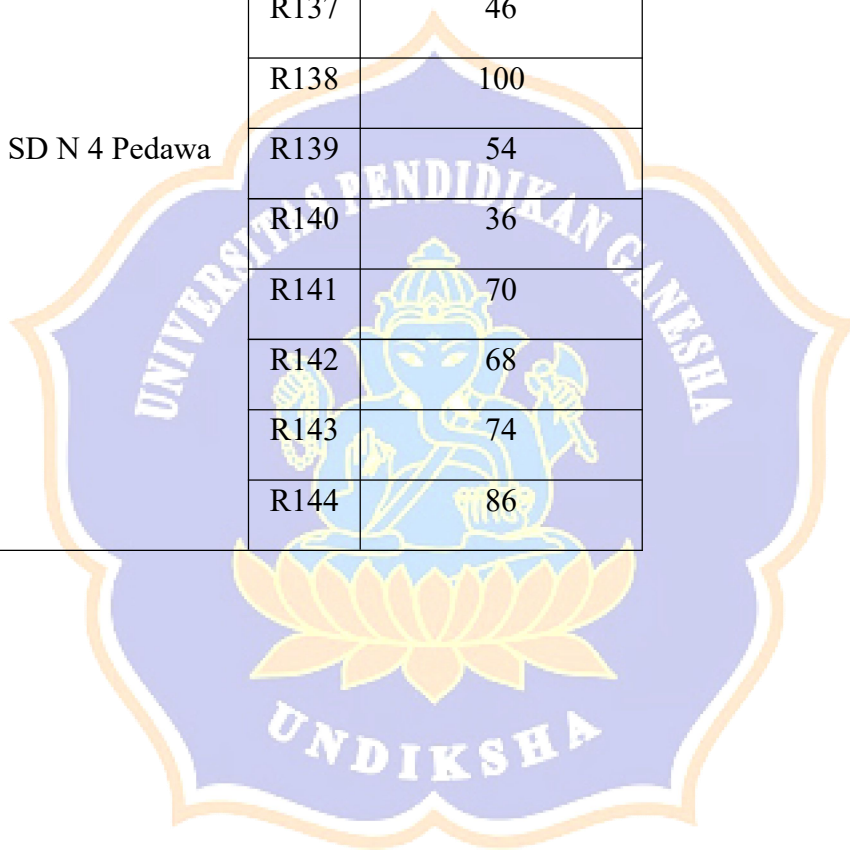 R137 46
R138 100
SD N 4 Pedawa R139 54
R140 36
R141 70
R142 68
R143 74
R144 86
UNIVERSITAS PENDIDIKAN GANESHA
UNDIKSHA